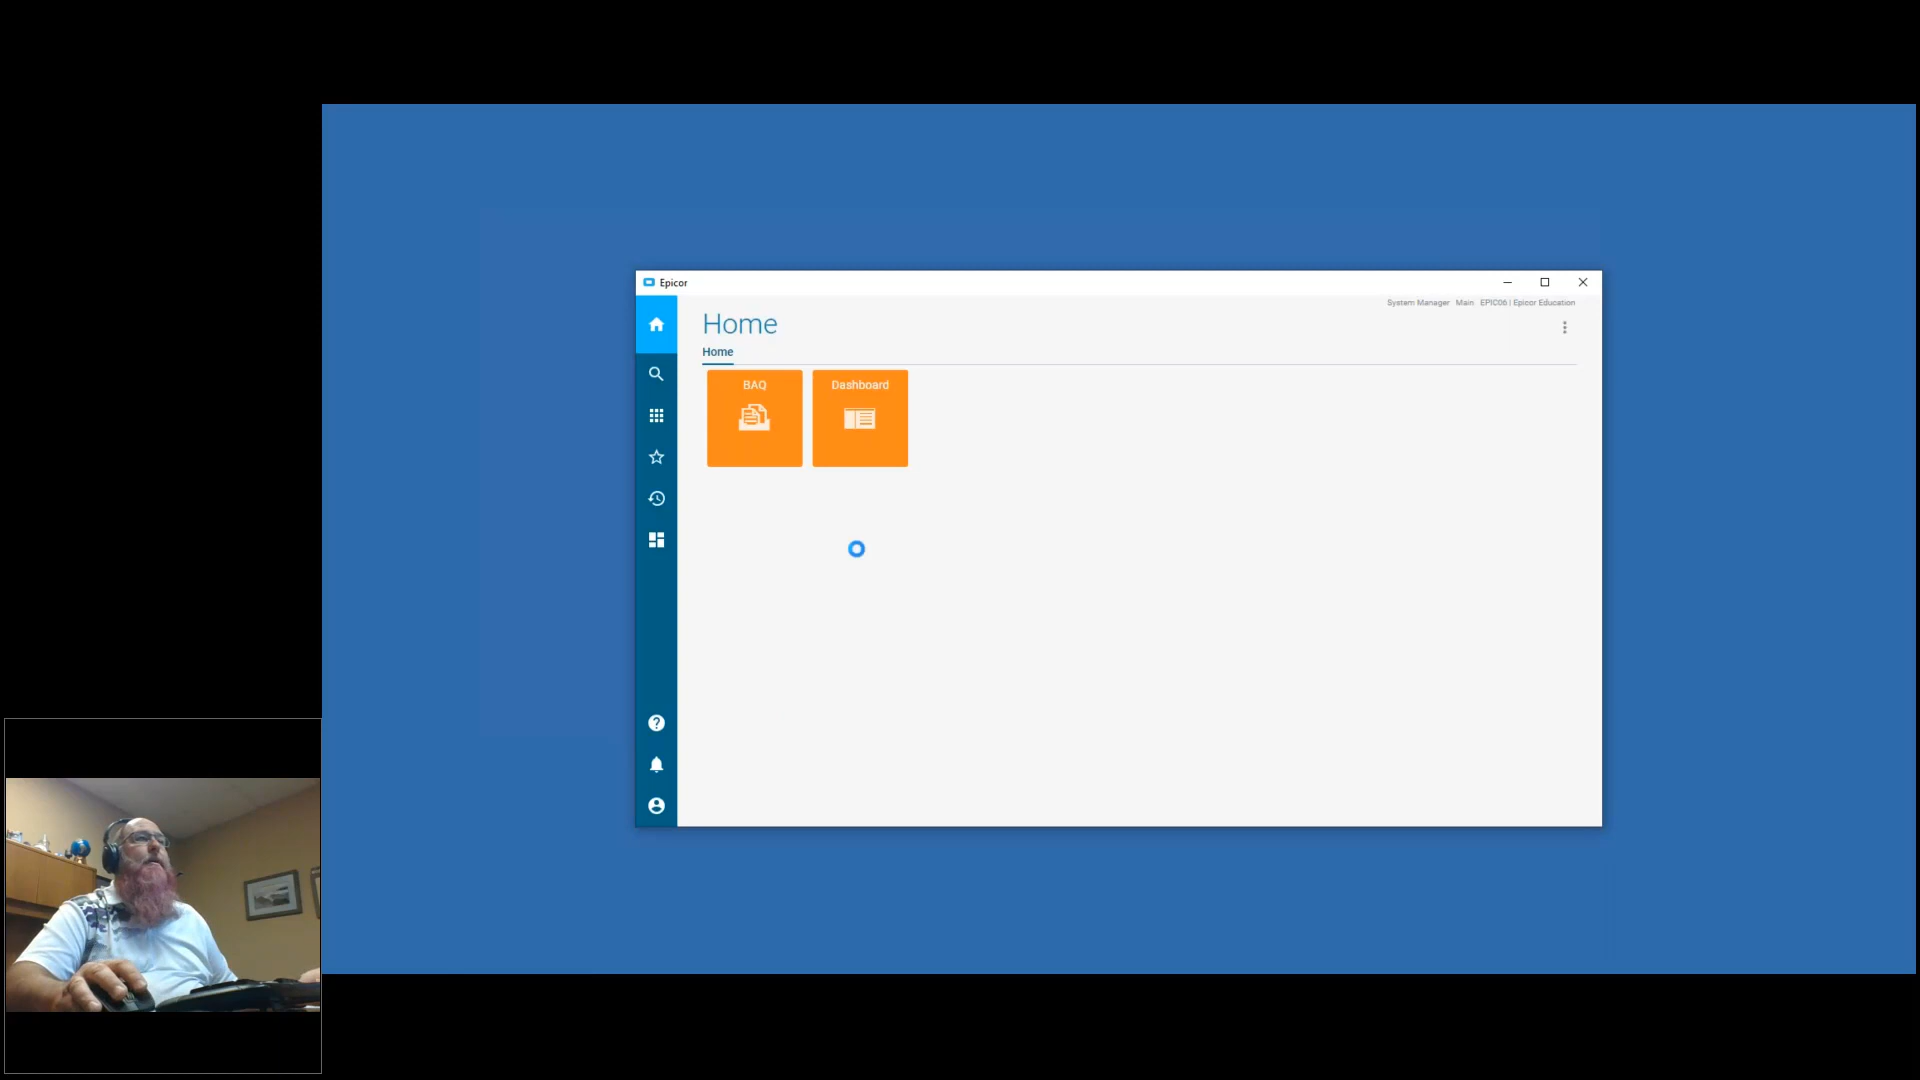 Epicor
System Manager Main EPIC06 | Epicor Education
Home
Home
BAQ
Dashboard